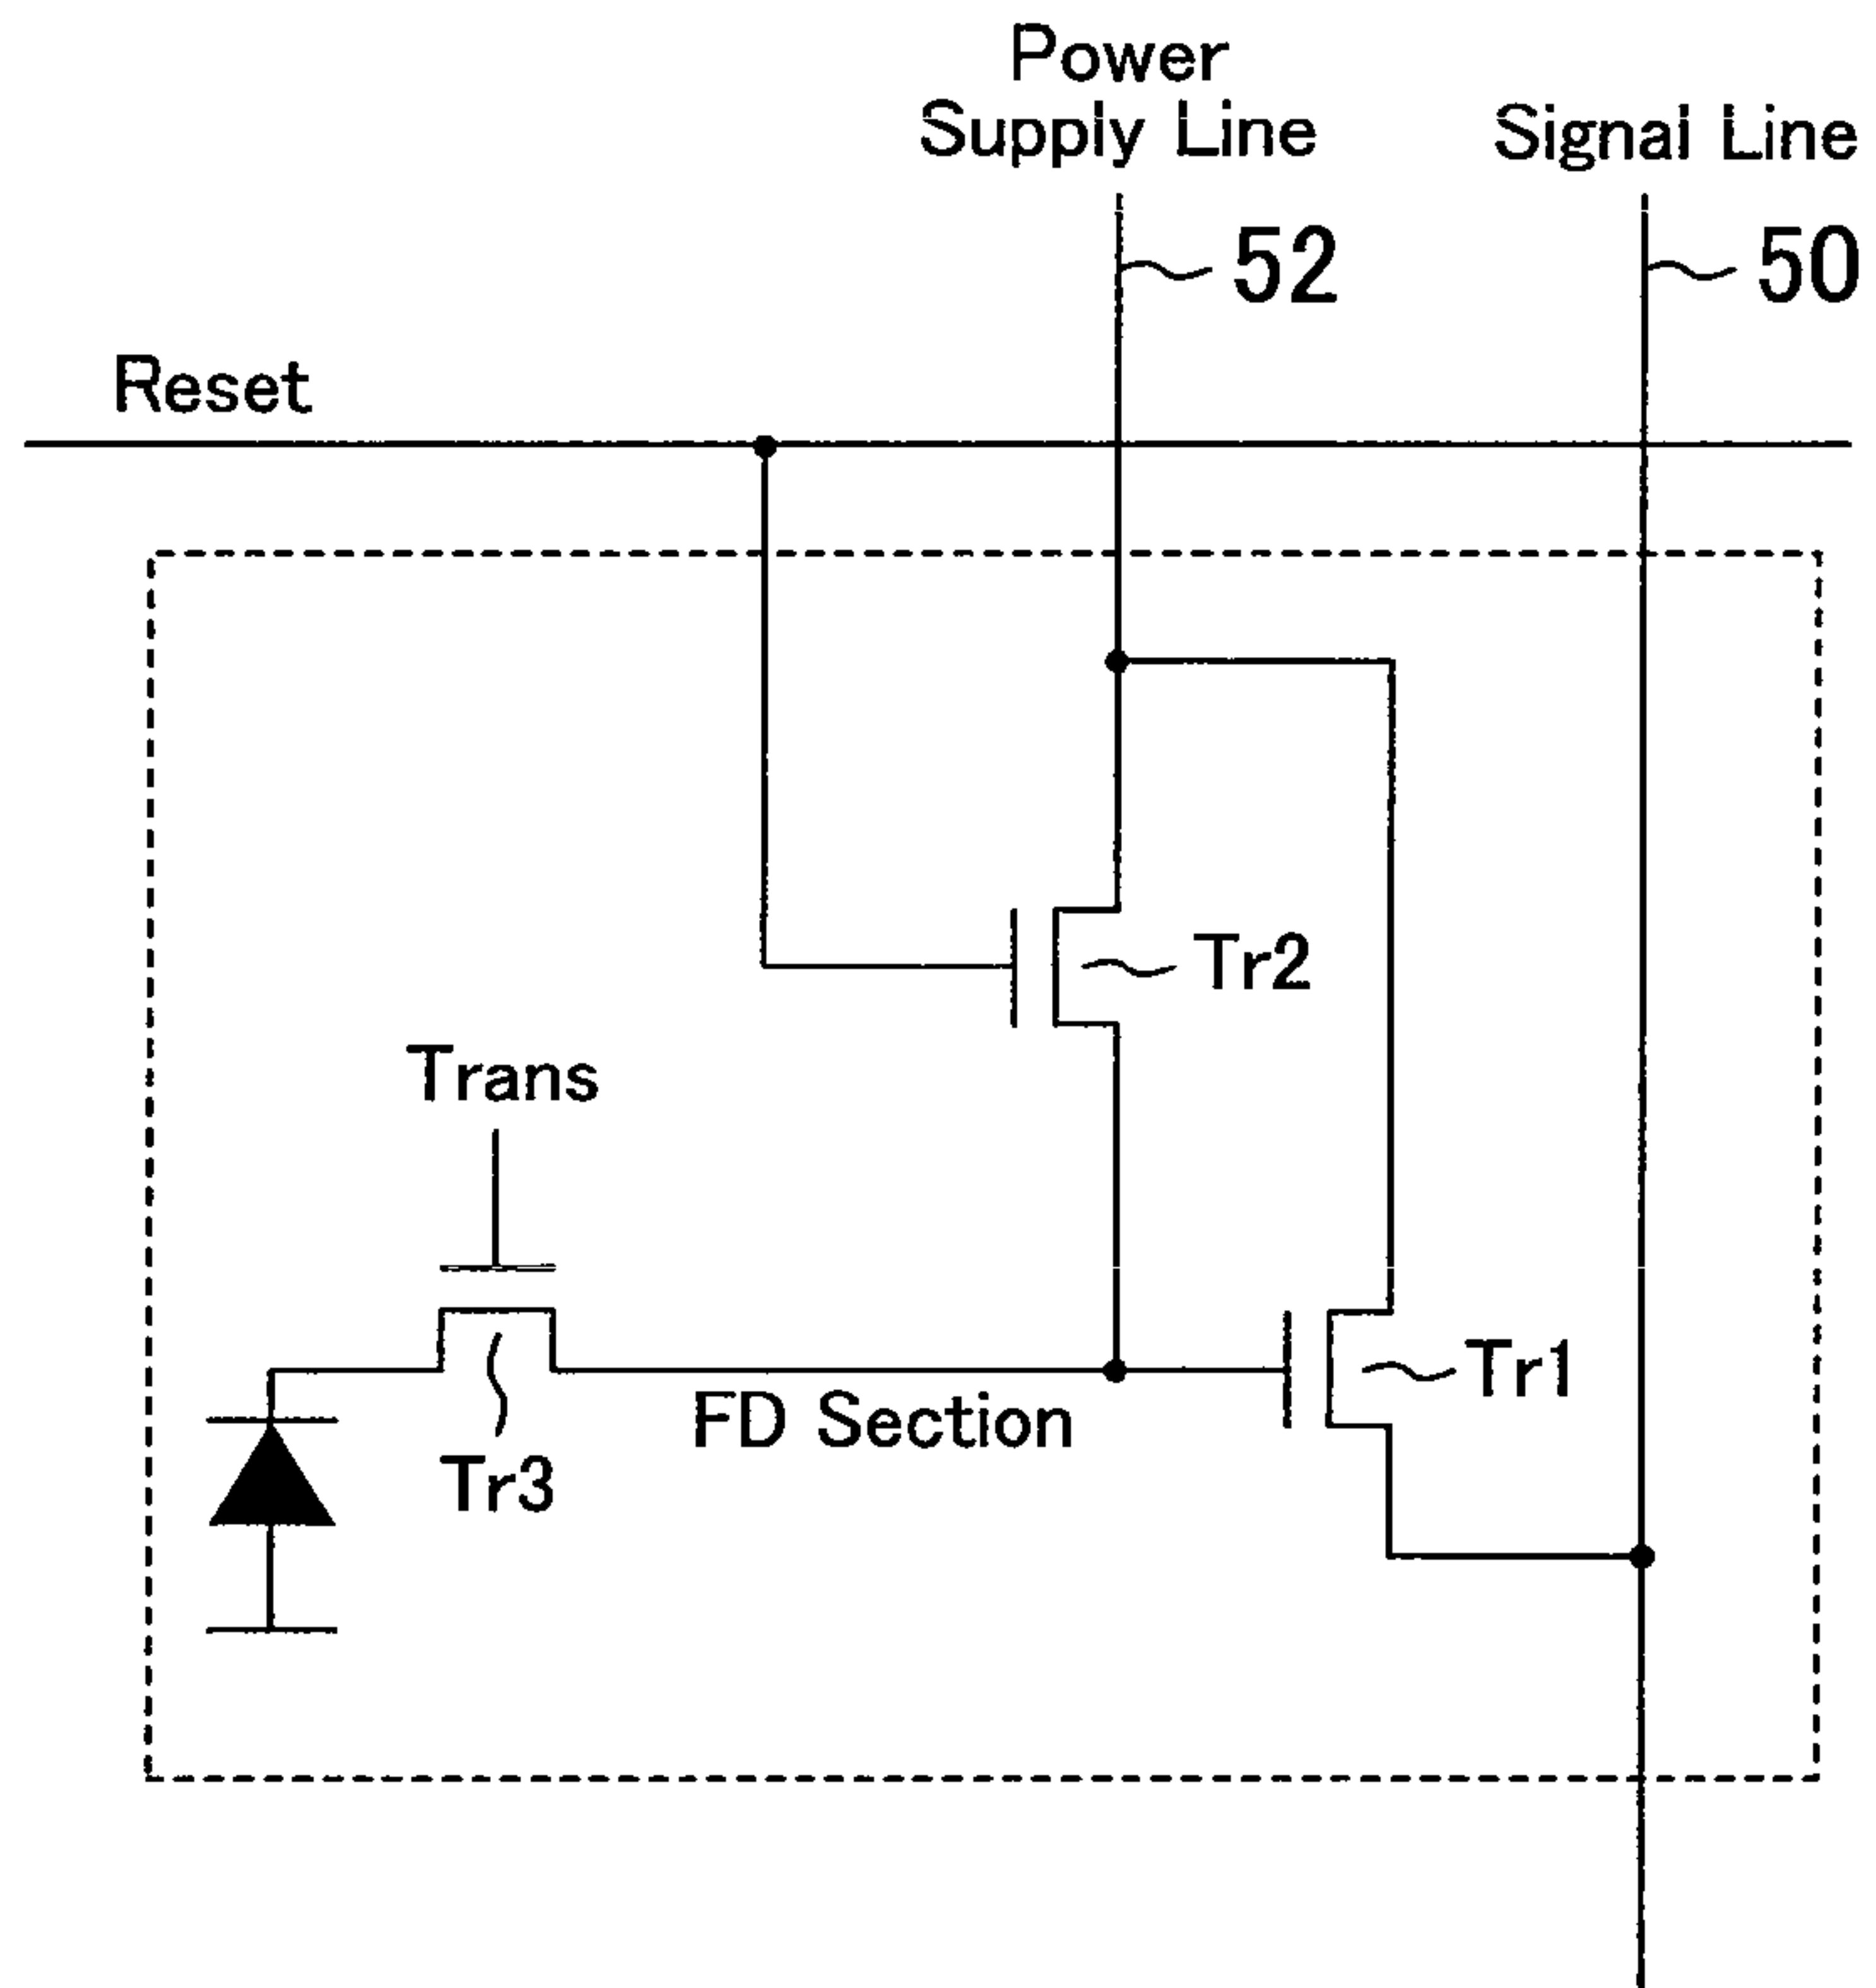 Power
Supply Line
Signal Line
52
50
Reset
Tr2
Trans
Tr1
FD Section
Tr3